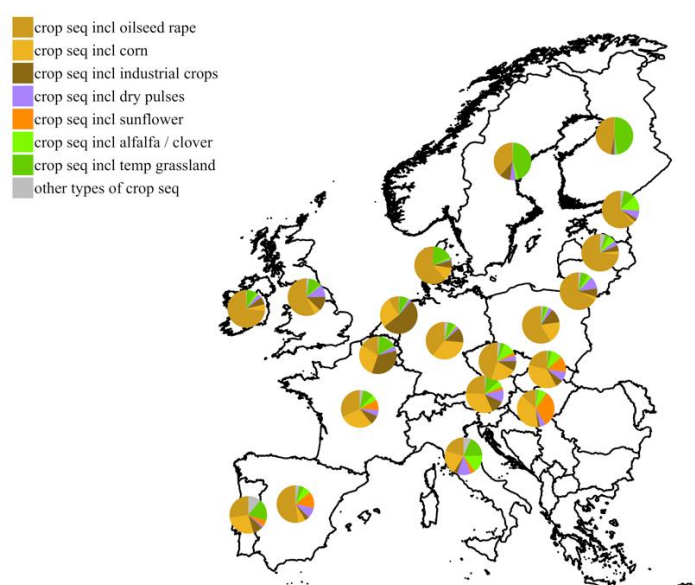 crop seq incl oilseed rape
crop seq incl corn
crop seq incl industrial crops
crop seq incl dry pulses
crop seq incl sunflower
crop seq incl alfalfa / clover
crop seq incl temp grassland
other types of crop seq